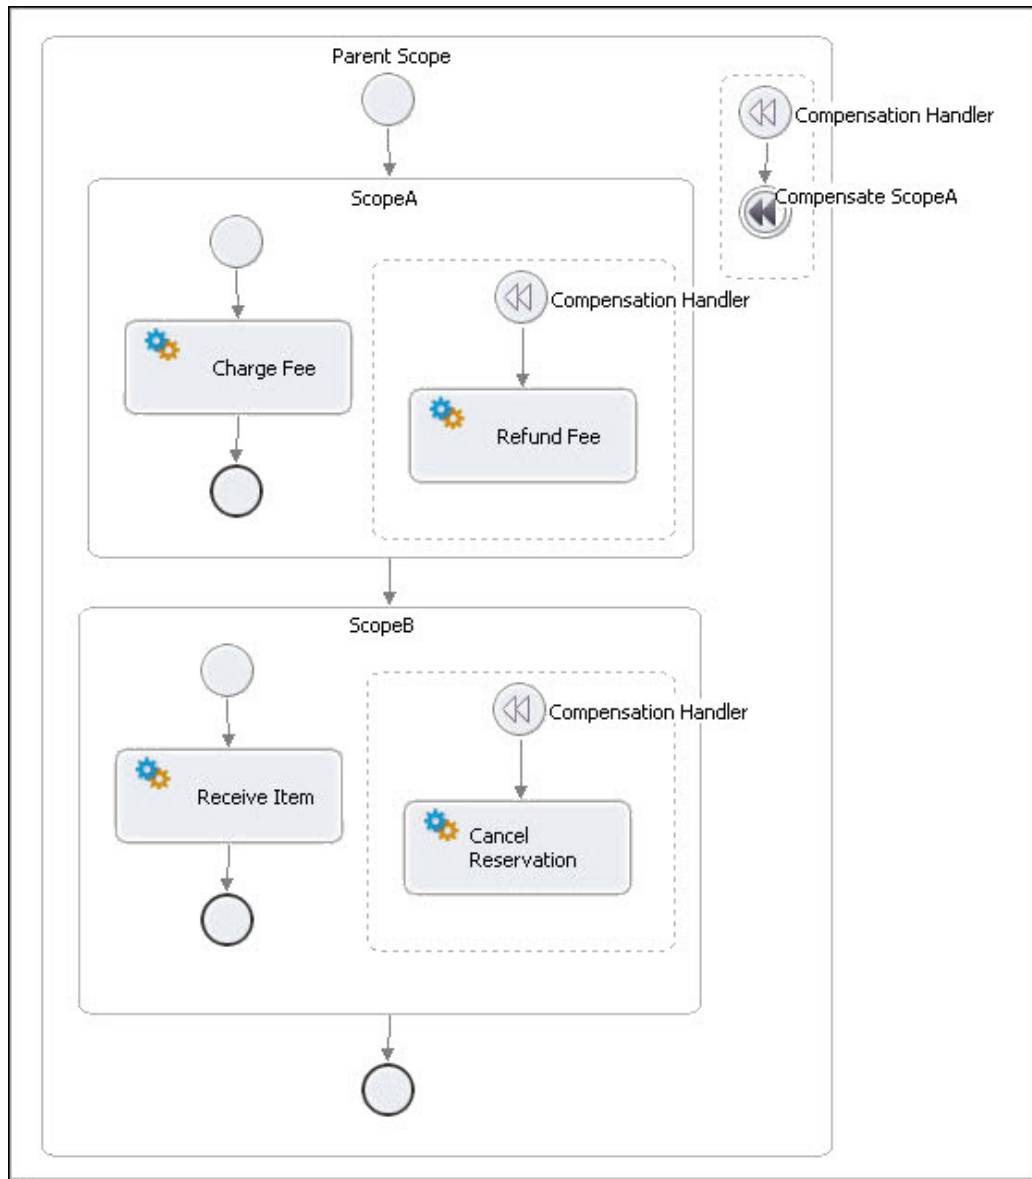 Parent Scope
Compensation Handler
Compensate ScopeA
ScopeA
Compensation Handler
Charge Fee
Refund Fee
ScopeB
Compensation Handler
Receive Item
Cancel
Reservation